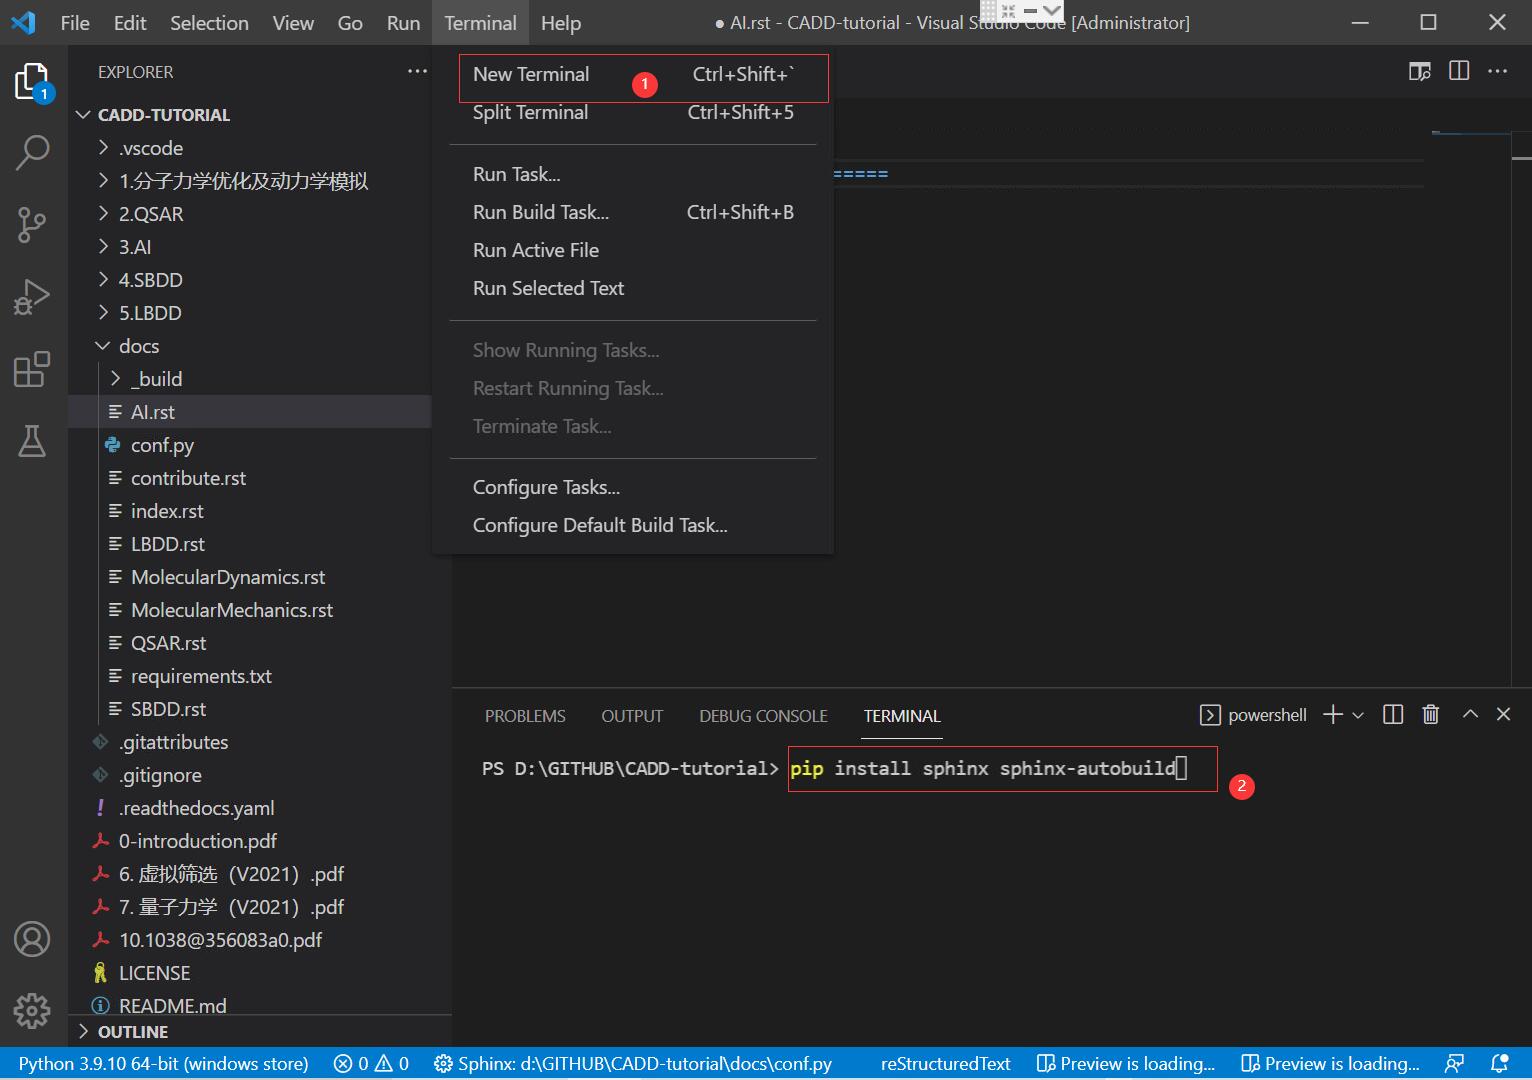 File Edit Selection View Go Run Terminal Help
● AI.rst - CADD-tutorial - Visual Studio Code [Administrator]
EXPLORER
CADD-TUTORIAL
.vscode
1.分子力学优化及动力学模拟
2.QSAR
3.AI
4.SBDD
5.LBDD
docs
_build
AI.rst
conf.py
contribute.rst
index.rst
LBDD.rst
MolecularDynamics.rst
MolecularMechanics.rst
QSAR.rst
requirements.txt
SBDD.rst
.gitattributes
.gitignore
.readthedocs.yaml
0-introduction.pdf
6. 虚拟筛选（V2021）.pdf
7. 量子力学（V2021）.pdf
10.1038@356083a0.pdf
LICENSE
README.md
OUTLINE
1
New Terminal 1 Ctrl+Shift+`
Split Terminal Ctrl+Shift+5
Run Task...
Run Build Task... Ctrl+Shift+B
Run Active File
Run Selected Text
Show Running Tasks...
Restart Running Task...
Terminate Task...
Configure Tasks...
Configure Default Build Task...
=====
PROBLEMS OUTPUT DEBUG CONSOLE TERMINAL powershell
PS D:\GITHUB\CADD-tutorial> pip install sphinx sphinx-autobuild
2
Python 3.9.10 64-bit (windows store) 0 0 Sphinx: d:\GITHUB\CADD-tutorial\docs\conf.py reStructuredText Preview is loading... Preview is loading...